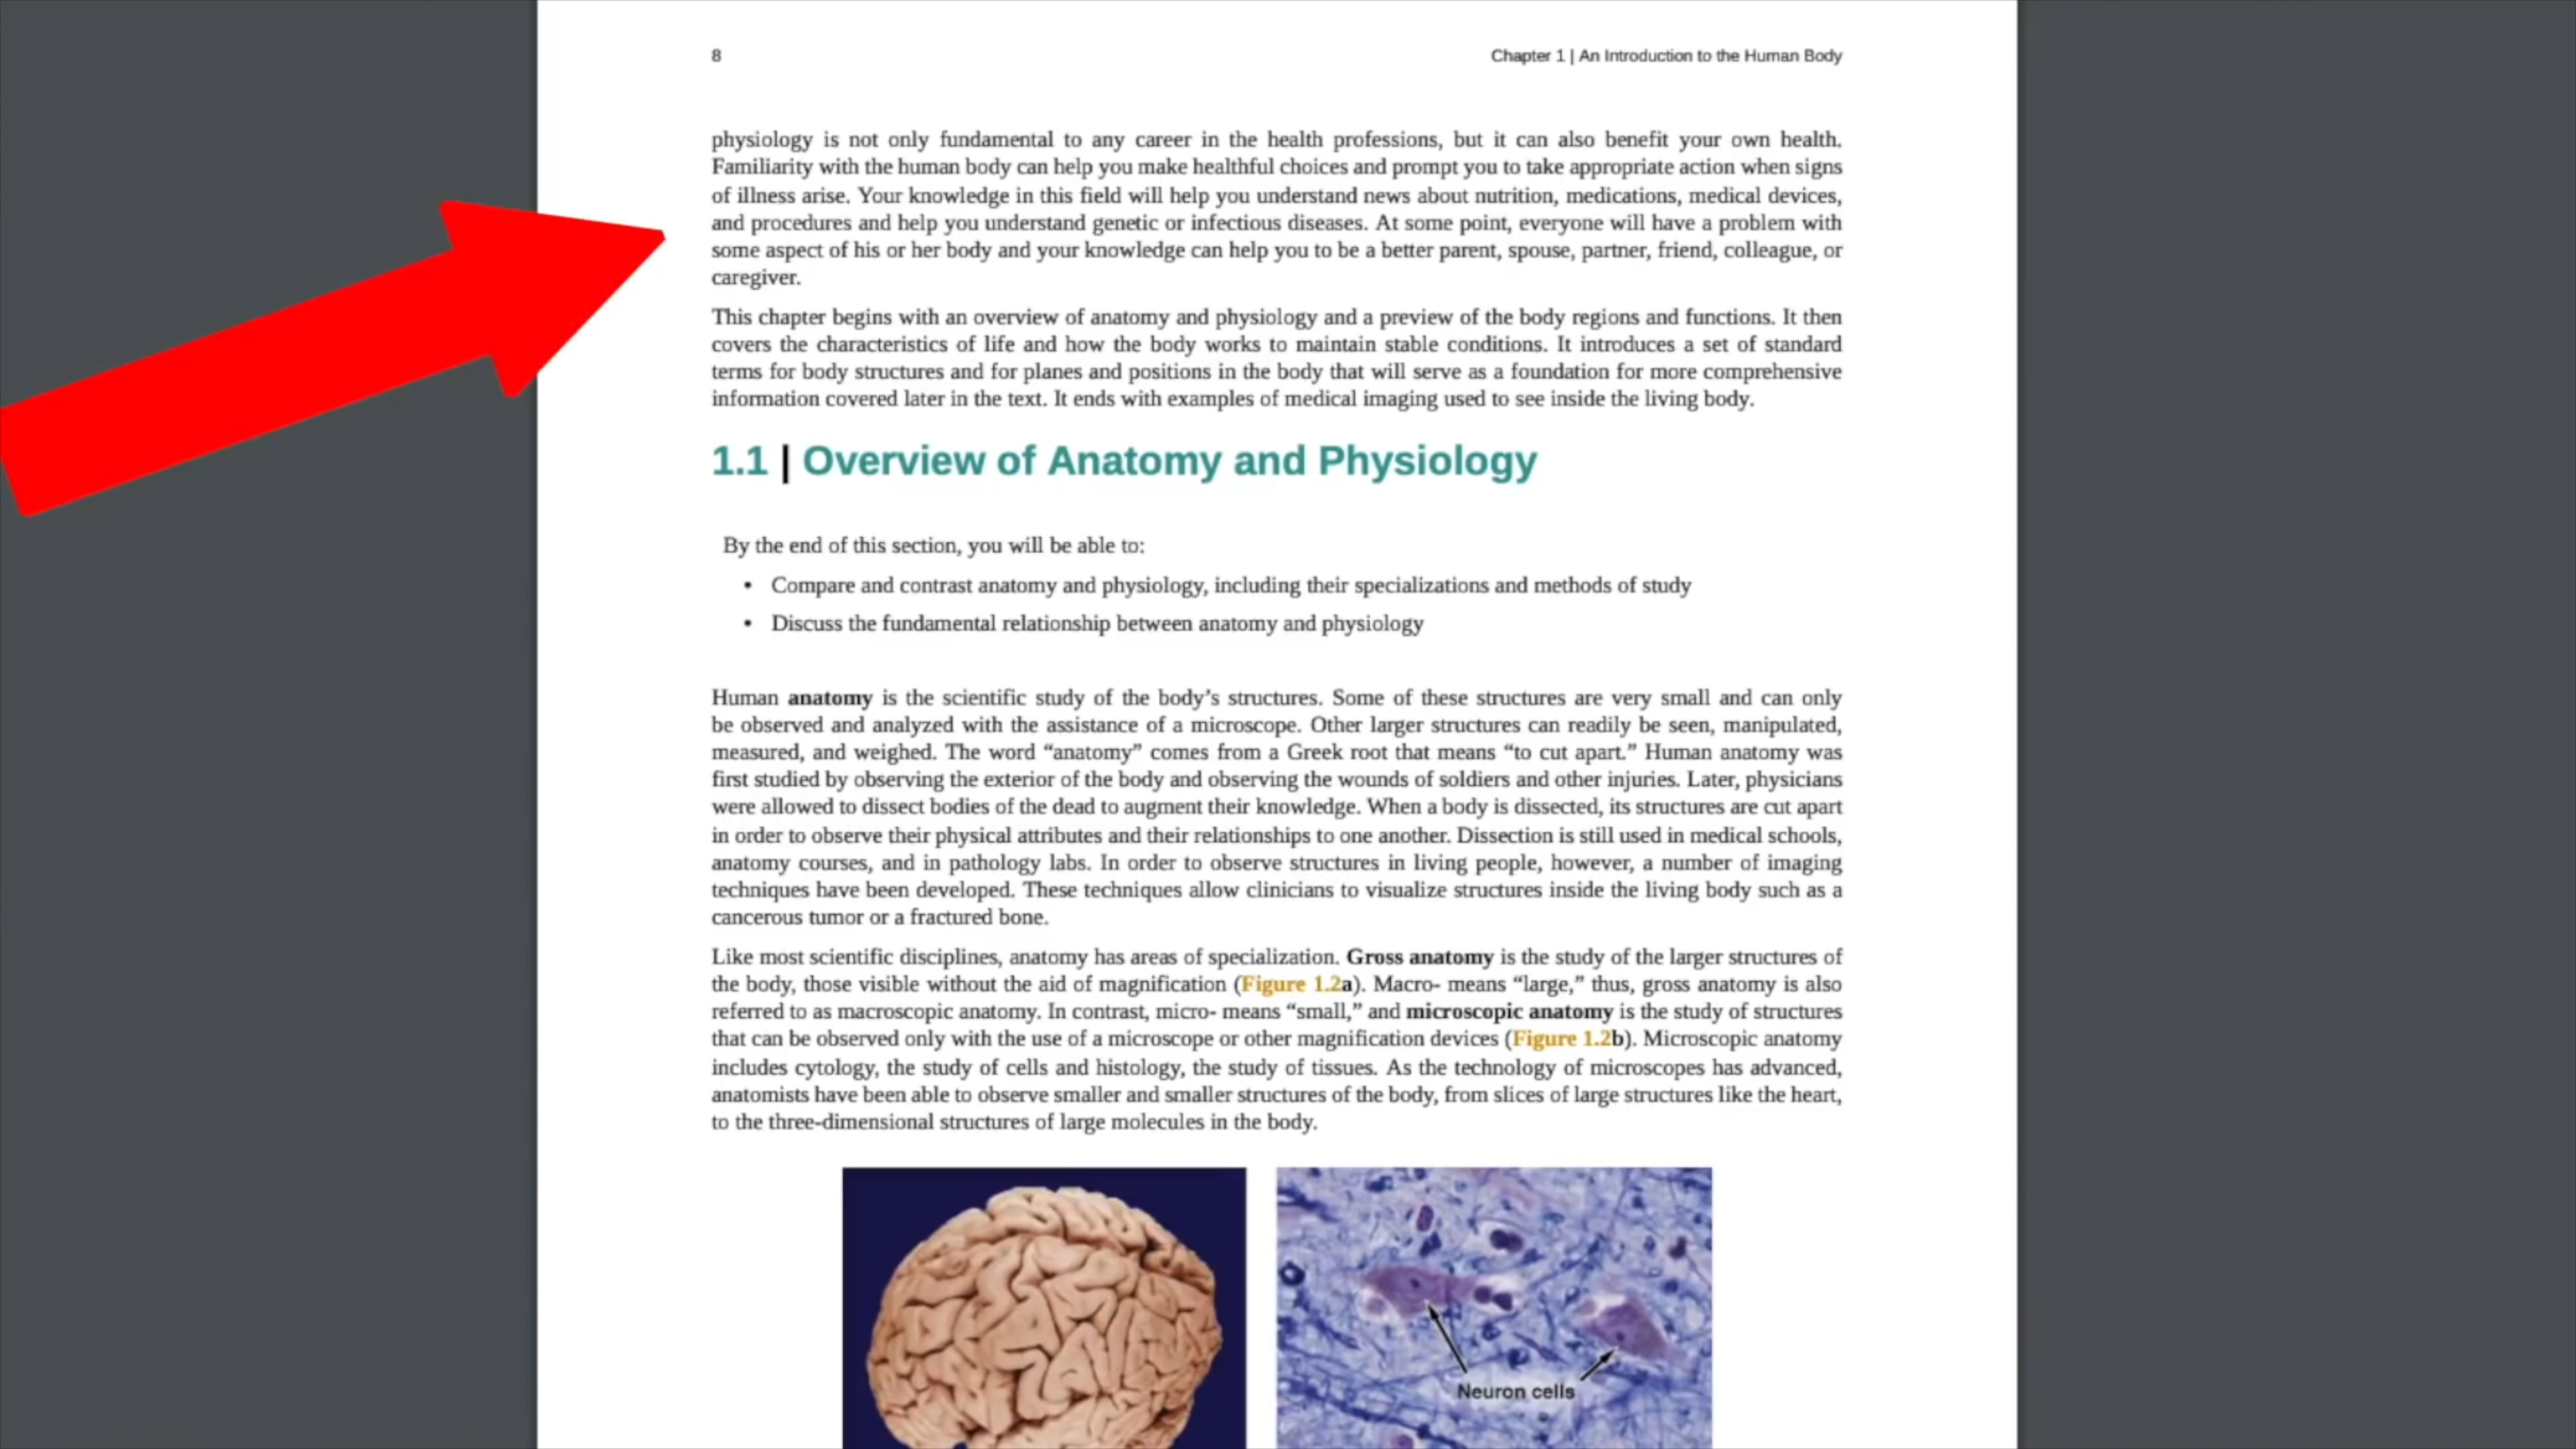 8
Chapter 1 | An Introduction to the Human Body
physiology is not only fundamental to any career in the health professions, but it can also benefit your own health.
Familiarity with the human body can help you make healthful choices and prompt you to take appropriate action when signs
of illness arise. Your knowledge in this field will help you understand news about nutrition, medications, medical devices,
and procedures and help you understand genetic or infectious diseases. At some point, everyone will have a problem with
some aspect of his or her body and your knowledge can help you to be a better parent, spouse, partner, friend, colleague, or
caregiver.
This chapter begins with an overview of anatomy and physiology and a preview of the body regions and functions. It then
covers the characteristics of life and how the body works to maintain stable conditions. It introduces a set of standard
terms for body structures and for planes and positions in the body that will serve as a foundation for more comprehensive
information covered later in the text. It ends with examples of medical imaging used to see inside the living body.
1.1 | Overview of Anatomy and Physiology
By the end of this section, you will be able to:
• Compare and contrast anatomy and physiology, including their specializations and methods of study
• Discuss the fundamental relationship between anatomy and physiology
Human anatomy is the scientific study of the body’s structures. Some of these structures are very small and can only
be observed and analyzed with the assistance of a microscope. Other larger structures can readily be seen, manipulated,
measured, and weighed. The word “anatomy” comes from a Greek root that means “to cut apart.” Human anatomy was
first studied by observing the exterior of the body and observing the wounds of soldiers and other injuries. Later, physicians
were allowed to dissect bodies of the dead to augment their knowledge. When a body is dissected, its structures are cut apart
in order to observe their physical attributes and their relationships to one another. Dissection is still used in medical schools,
anatomy courses, and in pathology labs. In order to observe structures in living people, however, a number of imaging
techniques have been developed. These techniques allow clinicians to visualize structures inside the living body such as a
cancerous tumor or a fractured bone.
Like most scientific disciplines, anatomy has areas of specialization. Gross anatomy is the study of the larger structures of
the body, those visible without the aid of magnification (Figure 1.2a). Macro- means “large,” thus, gross anatomy is also
referred to as macroscopic anatomy. In contrast, micro- means “small,” and microscopic anatomy is the study of structures
that can be observed only with the use of a microscope or other magnification devices (Figure 1.2b). Microscopic anatomy
includes cytology, the study of cells and histology, the study of tissues. As the technology of microscopes has advanced,
anatomists have been able to observe smaller and smaller structures of the body, from slices of large structures like the heart,
to the three-dimensional structures of large molecules in the body.
Neuron cells